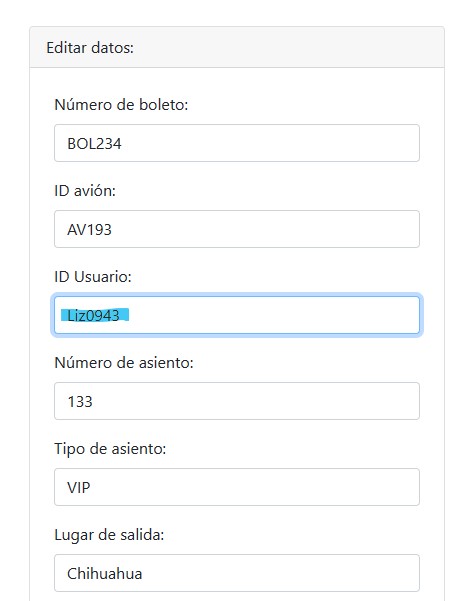 Editar datos:
Número de boleto:
BOL234
ID avión:
AV193
ID Usuario:
Liz0943
Número de asiento:
133
Tipo de asiento:
VIP
Lugar de salida:
Chihuahua